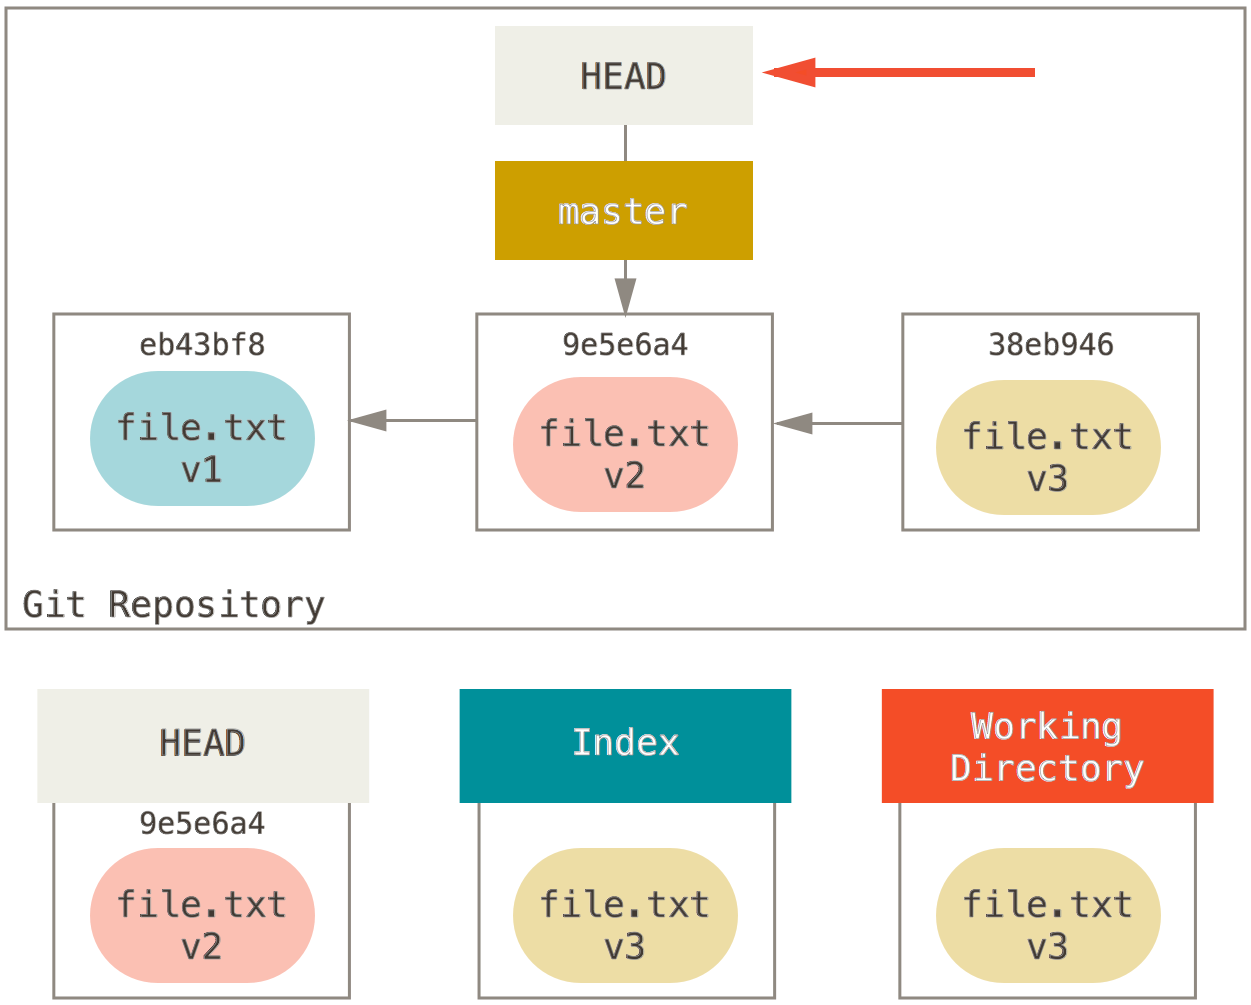 HEAD
master
eb43bf8
file.txt
v1
9e5e6a4
file.txt
v2
38eb946
file.txt
v3
Git Repository
HEAD
9e5e6a4
file.txt
v2
Index
file.txt
v3
Working
Directory
file.txt
v3